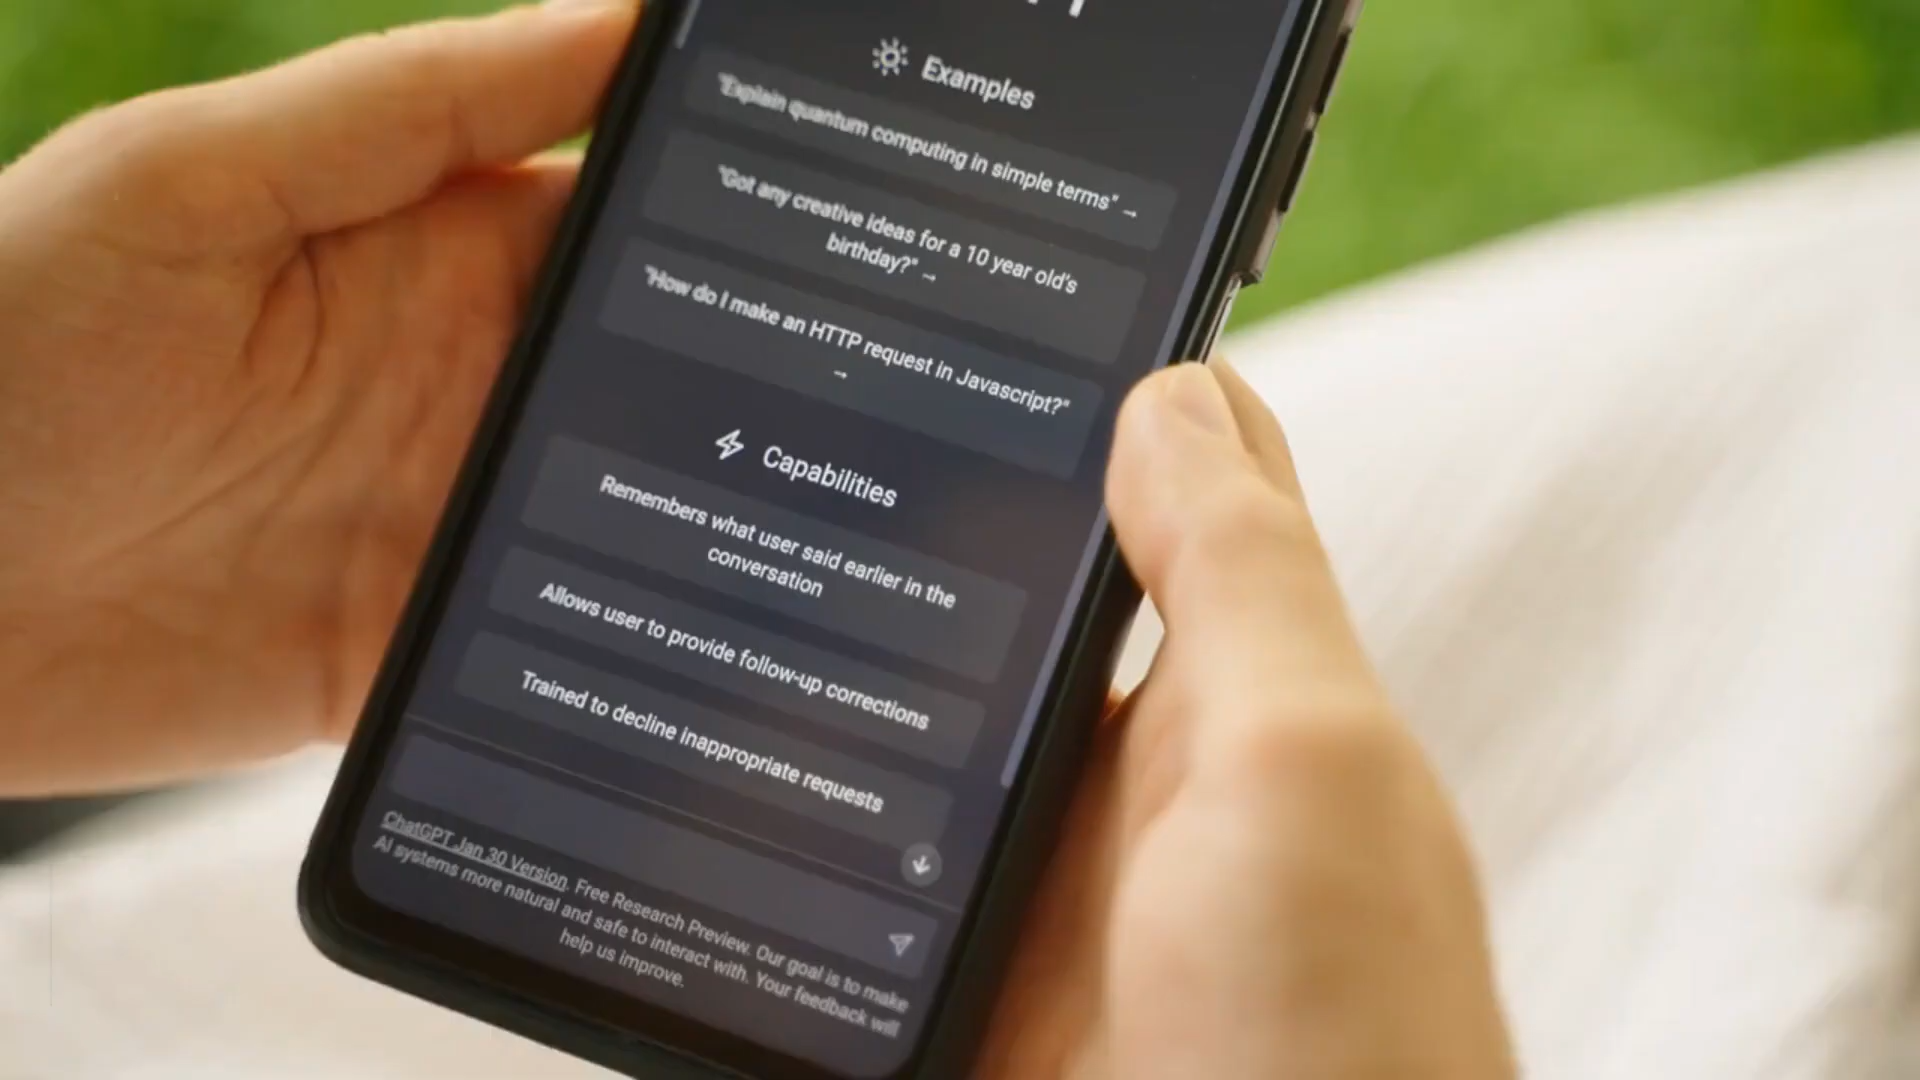 Examples
"Explain quantum computing in simple terms" →
"Got any creative ideas for a 10 year old's
birthday?" →
"How do I make an HTTP request in Javascript?"
→
Capabilities
Remembers what user said earlier in the
conversation
Allows user to provide follow-up corrections
Trained to decline inappropriate requests
ChatGPT Jan 30 Version. Free Research Preview. Our goal is to make
AI systems more natural and safe to interact with. Your feedback will
help us improve.